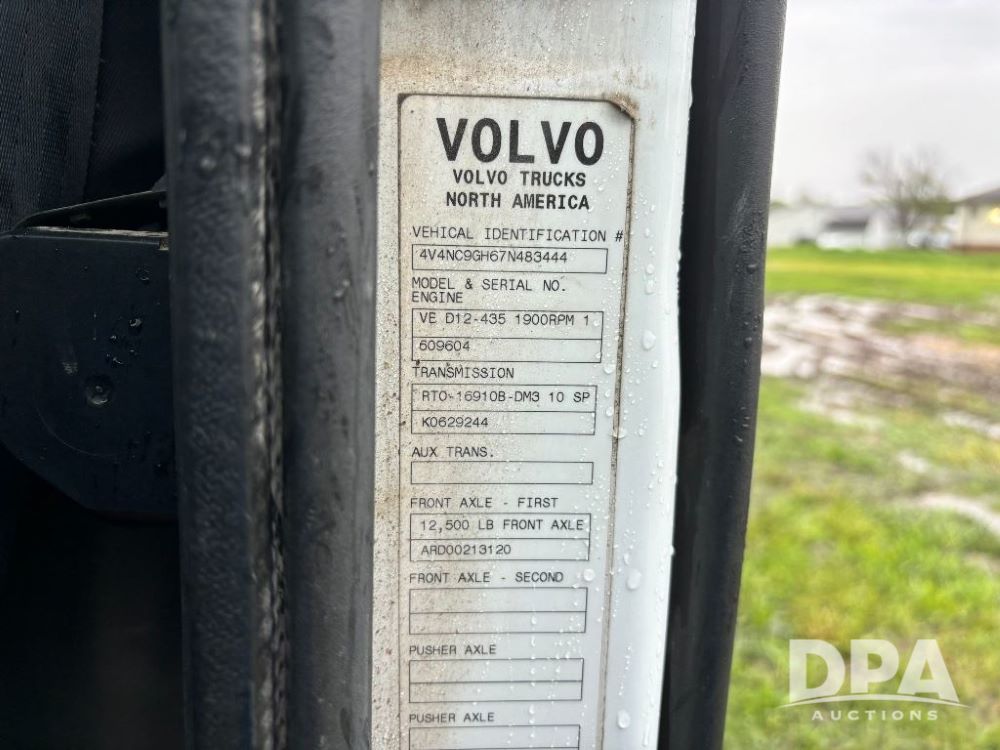 VOLVO
VOLVO TRUCKS
NORTH AMERICA
VEHICAL IDENTIFICATION #
4V4NC9GH67N483444
MODEL & SERIAL NO.
ENGINE
VE D12-435 1900RPM 1
609604
TRANSMISSION
RTO-16910B-DM3 10 SP
K0629244
AUX TRANS.
FRONT AXLE - FIRST
12,500 LB FRONT AXLE
ARD00213120
FRONT AXLE - SECOND
PUSHER AXLE
PUSHER AXLE
DPA
AUCTIONS